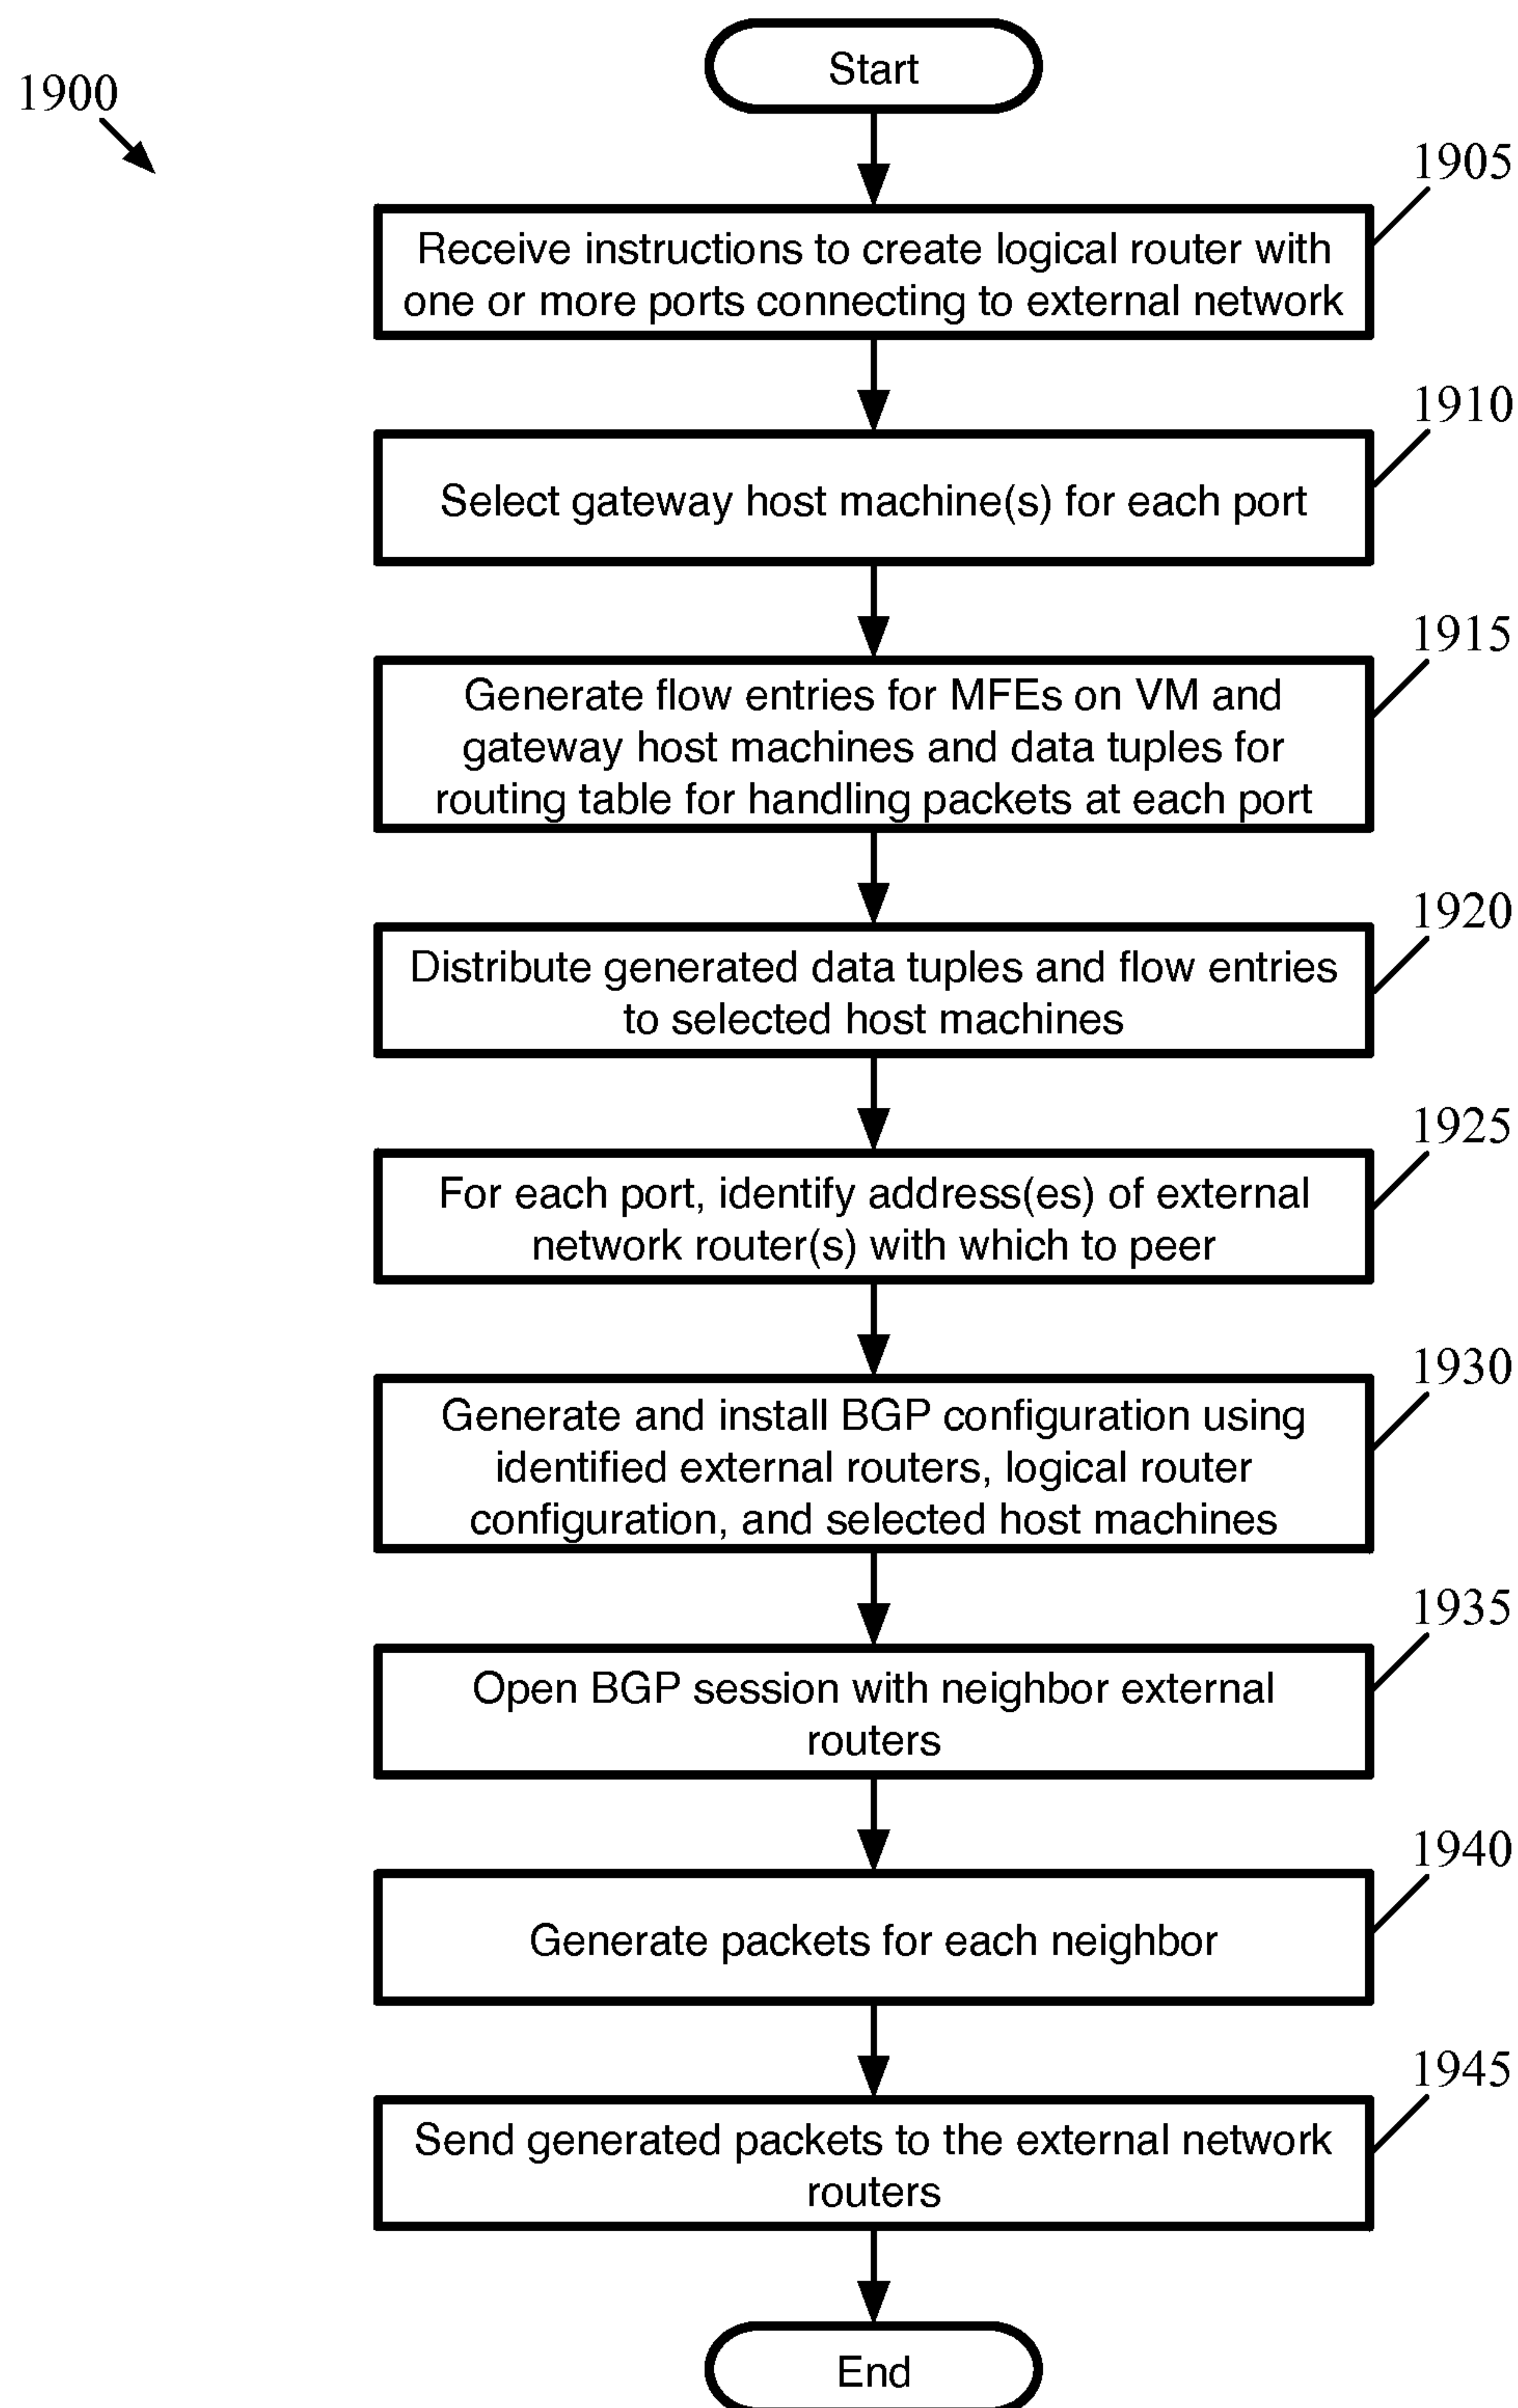 Start
1900
1905
Receive instructions to create logical router with
one or more ports connecting to external network
1910
Select gateway host machine(s) for each port
1915
Generate flow entries for MFEs on VM and
gateway host machines and data tuples for
routing table for handling packets at each port
1920
Distribute generated data tuples and flow entries
to selected host machines
1925
For each port, identify address(es) of external
network router(s) with which to peer
1930
Generate and install BGP configuration using
identified external routers, logical router
configuration, and selected host machines
1935
Open BGP session with neighbor external
routers
1940
Generate packets for each neighbor
1945
Send generated packets to the external network
routers
End